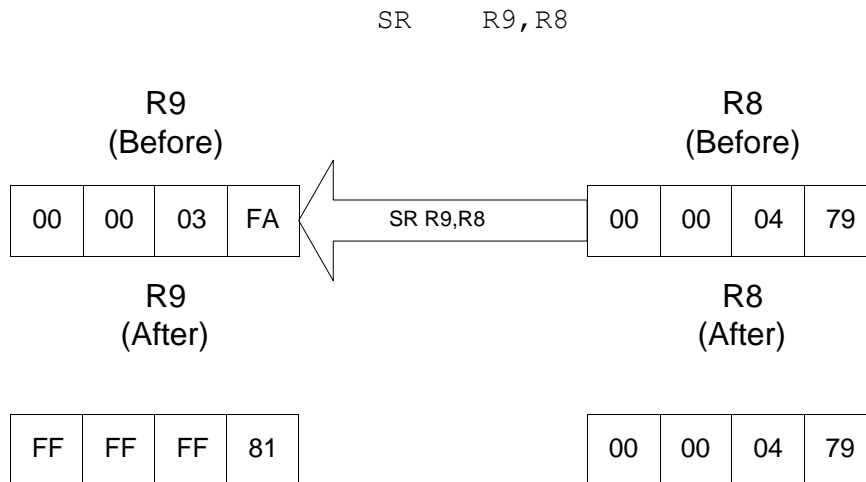 SR R9,R8
R9 R8
(Before) (Before)
00 00 03 FA SR R9,R8 00 00 04 79
R9 R8
(After) (After)
FF FF FF 81 00 00 04 79